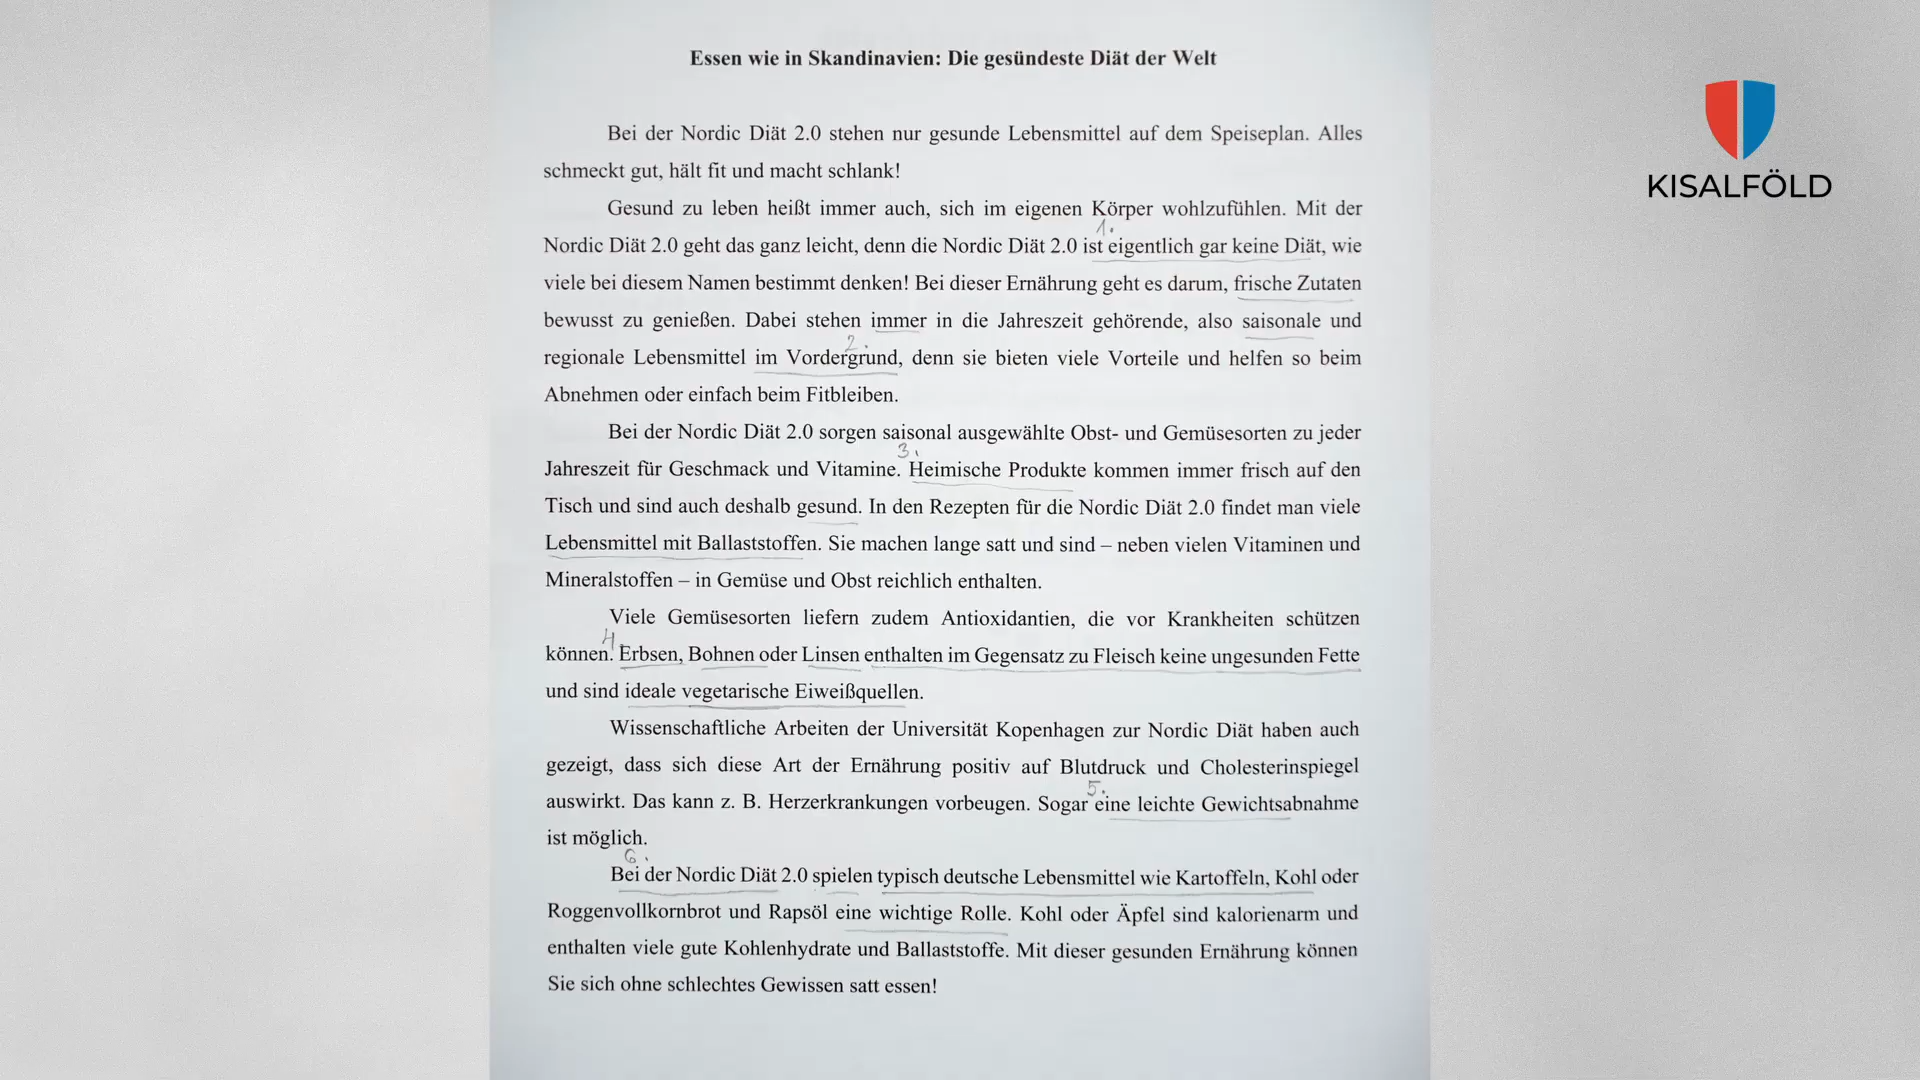 Essen wie in Skandinavien: Die gesündeste Diät der Welt
KISALFÖLD
Bei der Nordic Diät 2.0 stehen nur gesunde Lebensmittel auf dem Speiseplan. Alles
schmeckt gut, hält fit und macht schlank!
Gesund zu leben heißt immer auch, sich im eigenen Körper wohlzufühlen. Mit der
1.
Nordic Diät 2.0 geht das ganz leicht, denn die Nordic Diät 2.0 ist eigentlich gar keine Diät, wie
viele bei diesem Namen bestimmt denken! Bei dieser Ernährung geht es darum, frische Zutaten
bewusst zu genießen. Dabei stehen immer in die Jahreszeit gehörende, also saisonale und
2.
regionale Lebensmittel im Vordergrund, denn sie bieten viele Vorteile und helfen so beim
Abnehmen oder einfach beim Fitbleiben.
Bei der Nordic Diät 2.0 sorgen saisonal ausgewählte Obst- und Gemüsesorten zu jeder
3.
Jahreszeit für Geschmack und Vitamine. Heimische Produkte kommen immer frisch auf den
Tisch und sind auch deshalb gesund. In den Rezepten für die Nordic Diät 2.0 findet man viele
Lebensmittel mit Ballaststoffen. Sie machen lange satt und sind – neben vielen Vitaminen und
Mineralstoffen – in Gemüse und Obst reichlich enthalten.
Viele Gemüsesorten liefern zudem Antioxidantien, die vor Krankheiten schützen
4
können. Erbsen, Bohnen oder Linsen enthalten im Gegensatz zu Fleisch keine ungesunden Fette
und sind ideale vegetarische Eiweißquellen.
Wissenschaftliche Arbeiten der Universität Kopenhagen zur Nordic Diät haben auch
gezeigt, dass sich diese Art der Ernährung positiv auf Blutdruck und Cholesterinspiegel
5.
auswirkt. Das kann z. B. Herzerkrankungen vorbeugen. Sogar eine leichte Gewichtsabnahme
ist möglich.
6.
Bei der Nordic Diät 2.0 spielen typisch deutsche Lebensmittel wie Kartoffeln, Kohl oder
Roggenvollkornbrot und Rapsöl eine wichtige Rolle. Kohl oder Äpfel sind kalorienarm und
enthalten viele gute Kohlenhydrate und Ballaststoffe. Mit dieser gesunden Ernährung können
Sie sich ohne schlechtes Gewissen satt essen!